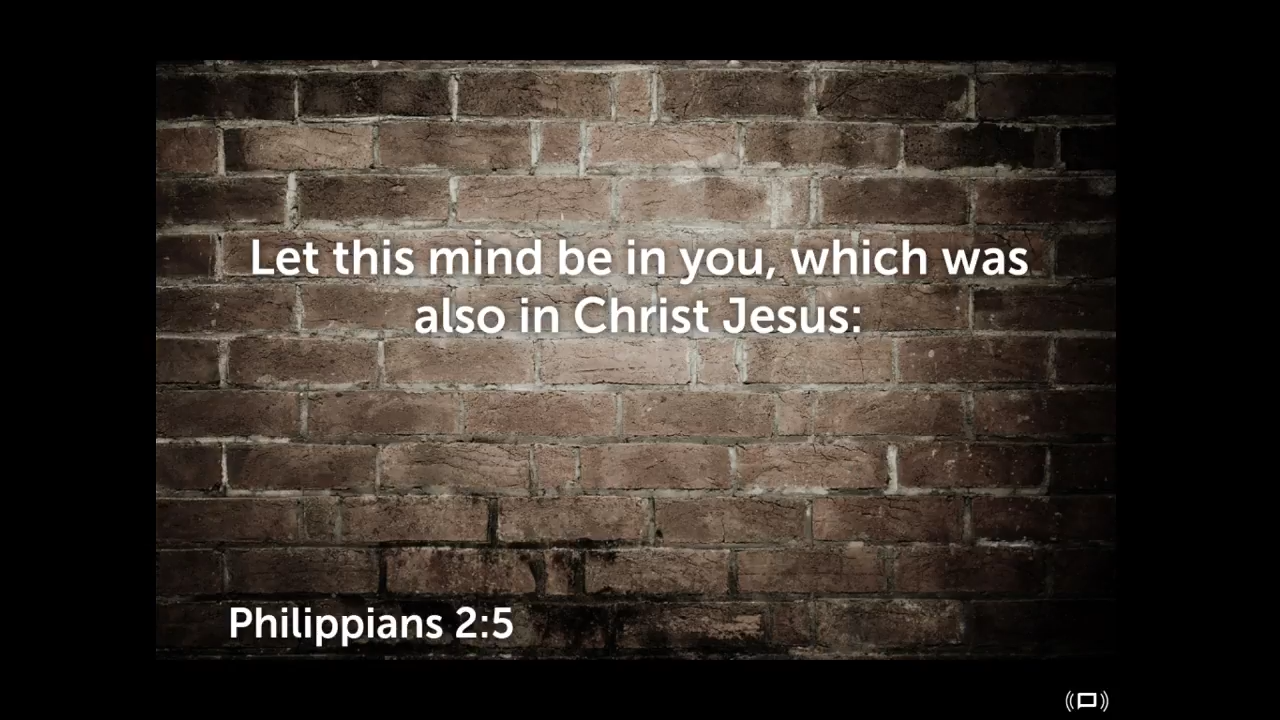 Let this mind be in you, which was
also in Christ Jesus:
Philippians 2:5